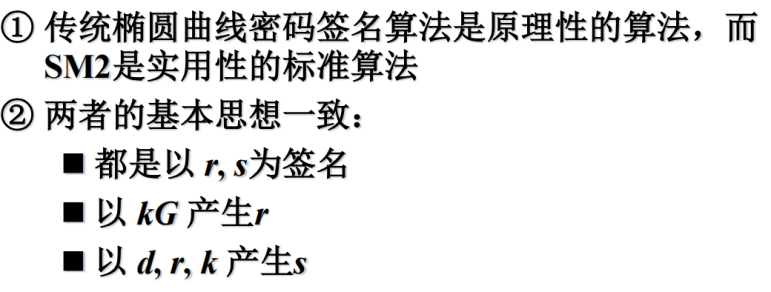 ① 传统椭圆曲线密码签名算法是原理性的算法，而
SM2是实用性的标准算法
② 两者的基本思想一致：
■ 都是以 r, s为签名
■ 以 kG 产生r
■ 以 d, r, k 产生s